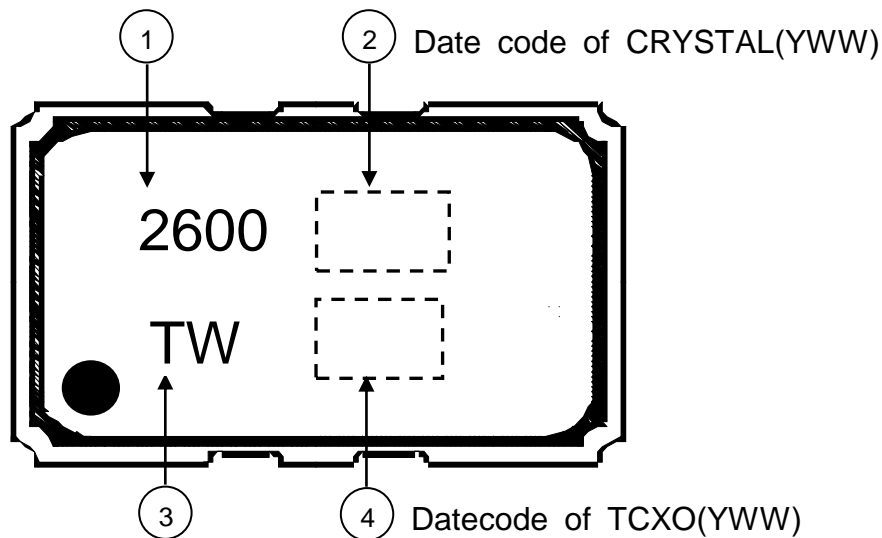 1
2 Date code of CRYSTAL(YWW)
2600
TW
3
4 Datecode of TCXO(YWW)